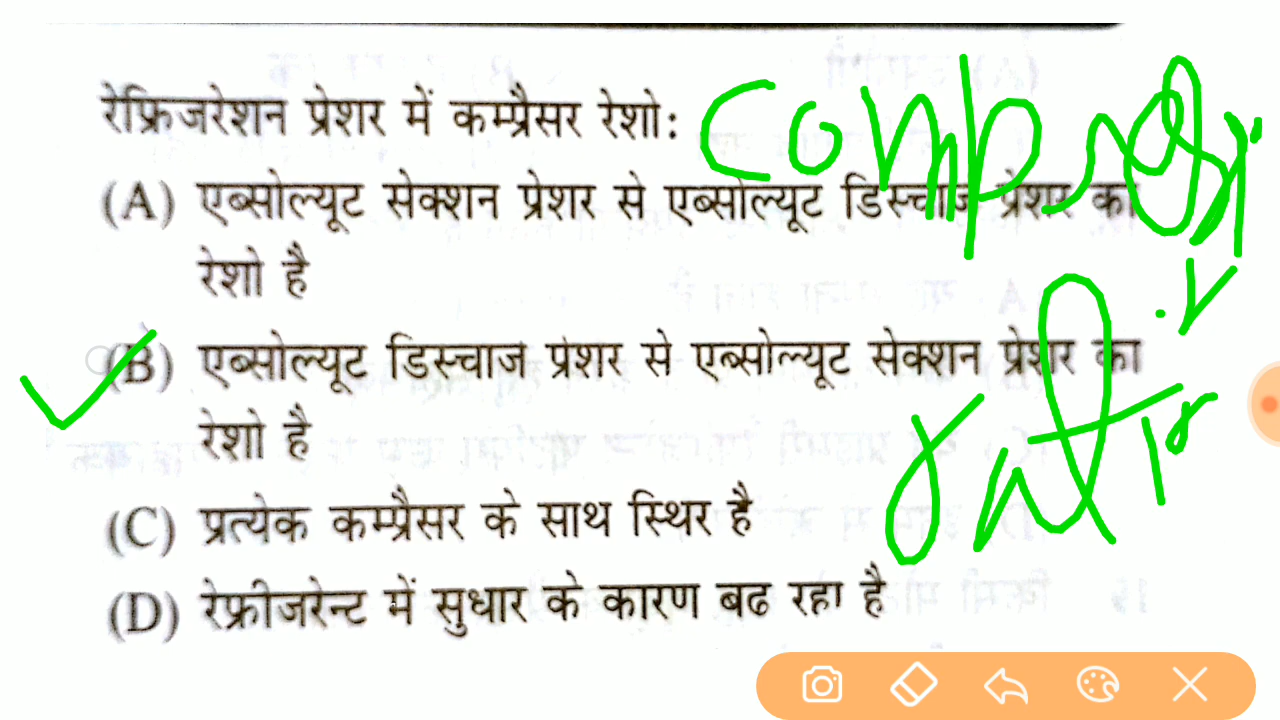 रेफ्रिजरेशन प्रेशर में कम्प्रैसर रेशो:
(A) एब्सोल्यूट सेक्शन प्रेशर से एब्सोल्यूट डिस्चार्ज प्रेशर का
रेशो है
(B) एब्सोल्यूट डिस्चाज प्रेशर से एब्सोल्यूट सेक्शन प्रेशर का
रेशो है
(C) प्रत्येक कम्प्रैसर के साथ स्थिर है
(D) रेफ्रीजरेन्ट में सुधार के कारण बढ रहा है
ratio